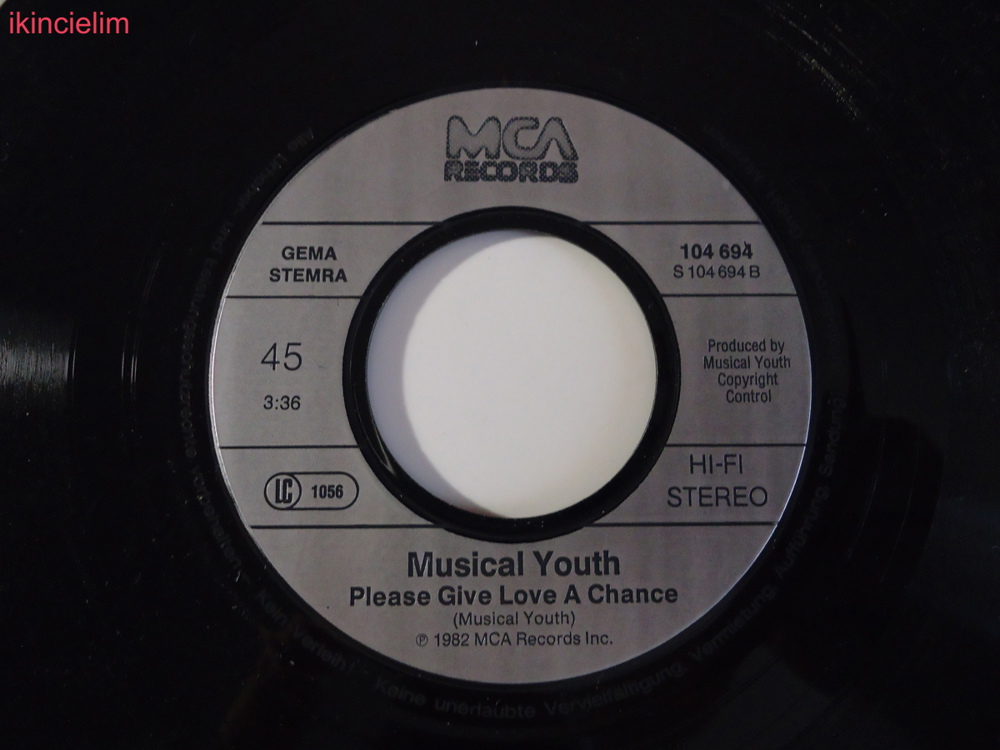 ikincielim
MCA
RECORDS
GEMA
STEMRA
104 694
S 104 694 B
45
3:36
Produced by
Musical Youth
Copyright
Control
LC 1056
HI-FI
STEREO
Musical Youth
Please Give Love A Chance
(Musical Youth)
℗ 1982 MCA Records Inc.
Kein Verleih! - Keine unerlaubte Vervielfältigung, Vermietung, Aufführung, Sendung